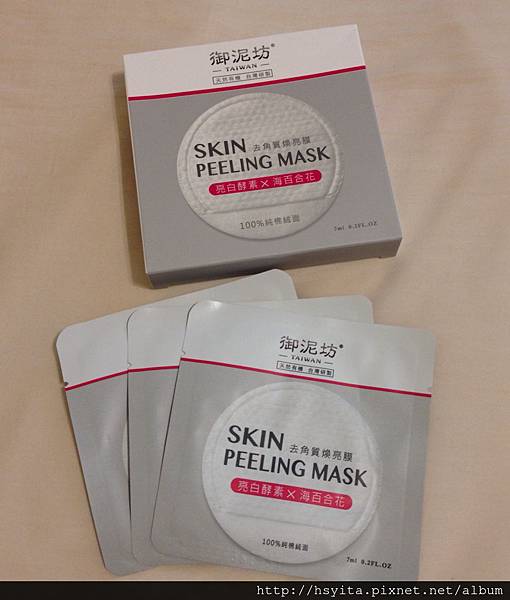 御泥坊®
TAIWAN
天然有機 台灣研製
SKIN 去角質煥亮膜
PEELING MASK
亮白酵素×海百合花
100%純棉絨面
7ml 0.2FL.OZ
御泥坊®
TAIWAN
天然有機 台灣研製
SKIN 去角質煥亮膜
PEELING MASK
亮白酵素×海百合花
100%純棉絨面
7ml 0.2FL.OZ
http://hsyita.pixnet.net/album